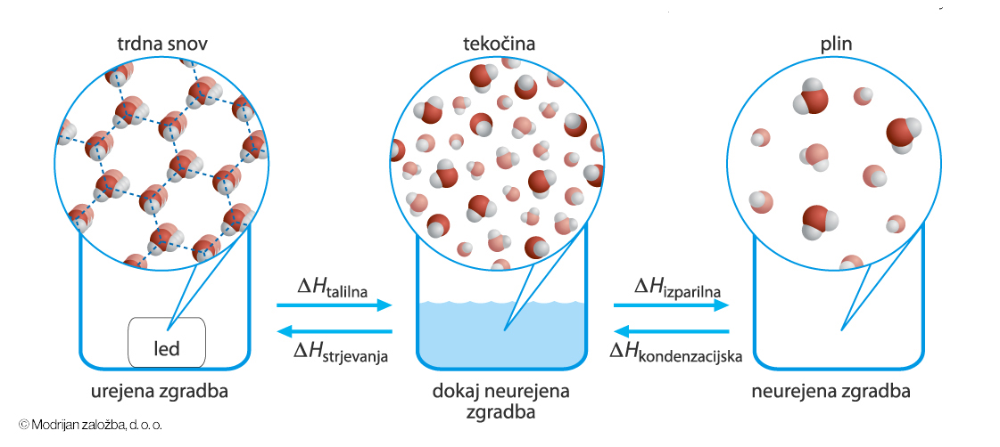 trdna snov
tekočina
plin
ΔHtalilna
ΔHizparilna
ΔHstrjevanja
ΔHkondenzacijska
led
urejena zgradba
dokaj neurejena
zgradba
neurejena zgradba
© Modrijan založba, d. o. o.